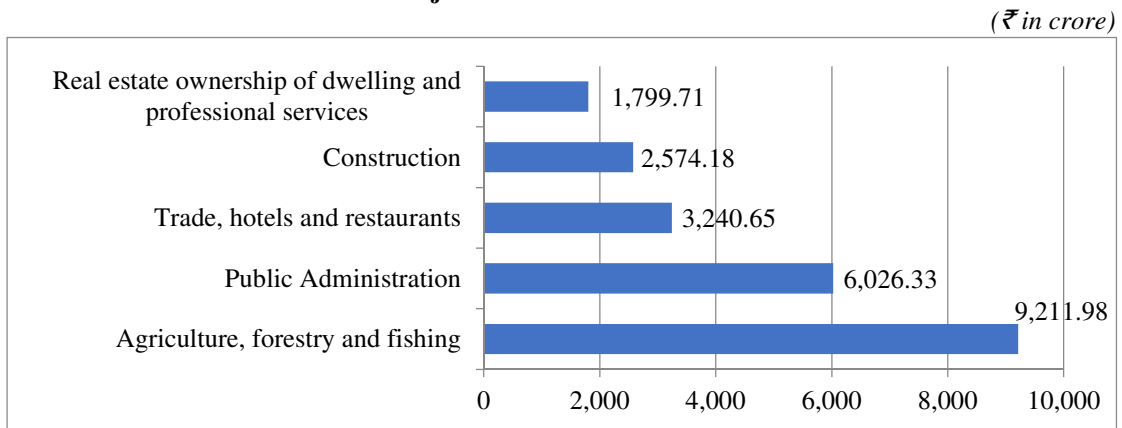 (₹ in crore)
Real estate ownership of dwelling and
professional services
1,799.71
Construction
2,574.18
Trade, hotels and restaurants
3,240.65
Public Administration
6,026.33
Agriculture, forestry and fishing
9,211.98
0 2,000 4,000 6,000 8,000 10,000